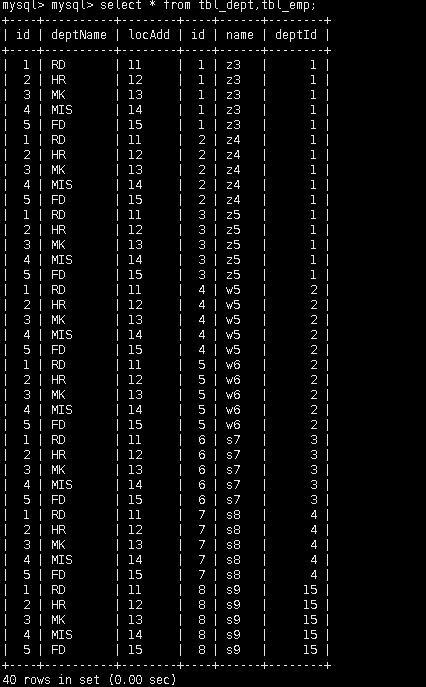 mysql> mysql> select * from tbl_dept,tbl_emp;
+----+----------+--------+----+------+--------+
| id | deptName | locAdd | id | name | deptId |
+----+----------+--------+----+------+--------+
|  1 | RD       | 11     |  1 | z3   |      1 |
|  2 | HR       | 12     |  1 | z3   |      1 |
|  3 | MK       | 13     |  1 | z3   |      1 |
|  4 | MIS      | 14     |  1 | z3   |      1 |
|  5 | FD       | 15     |  1 | z3   |      1 |
|  1 | RD       | 11     |  2 | z4   |      1 |
|  2 | HR       | 12     |  2 | z4   |      1 |
|  3 | MK       | 13     |  2 | z4   |      1 |
|  4 | MIS      | 14     |  2 | z4   |      1 |
|  5 | FD       | 15     |  2 | z4   |      1 |
|  1 | RD       | 11     |  3 | z5   |      1 |
|  2 | HR       | 12     |  3 | z5   |      1 |
|  3 | MK       | 13     |  3 | z5   |      1 |
|  4 | MIS      | 14     |  3 | z5   |      1 |
|  5 | FD       | 15     |  3 | z5   |      1 |
|  1 | RD       | 11     |  4 | w5   |      2 |
|  2 | HR       | 12     |  4 | w5   |      2 |
|  3 | MK       | 13     |  4 | w5   |      2 |
|  4 | MIS      | 14     |  4 | w5   |      2 |
|  5 | FD       | 15     |  4 | w5   |      2 |
|  1 | RD       | 11     |  5 | w6   |      2 |
|  2 | HR       | 12     |  5 | w6   |      2 |
|  3 | MK       | 13     |  5 | w6   |      2 |
|  4 | MIS      | 14     |  5 | w6   |      2 |
|  5 | FD       | 15     |  5 | w6   |      2 |
|  1 | RD       | 11     |  6 | s7   |      3 |
|  2 | HR       | 12     |  6 | s7   |      3 |
|  3 | MK       | 13     |  6 | s7   |      3 |
|  4 | MIS      | 14     |  6 | s7   |      3 |
|  5 | FD       | 15     |  6 | s7   |      3 |
|  1 | RD       | 11     |  7 | s8   |      4 |
|  2 | HR       | 12     |  7 | s8   |      4 |
|  3 | MK       | 13     |  7 | s8   |      4 |
|  4 | MIS      | 14     |  7 | s8   |      4 |
|  5 | FD       | 15     |  7 | s8   |      4 |
|  1 | RD       | 11     |  8 | s9   |     15 |
|  2 | HR       | 12     |  8 | s9   |     15 |
|  3 | MK       | 13     |  8 | s9   |     15 |
|  4 | MIS      | 14     |  8 | s9   |     15 |
|  5 | FD       | 15     |  8 | s9   |     15 |
+----+----------+--------+----+------+--------+
40 rows in set (0.00 sec)